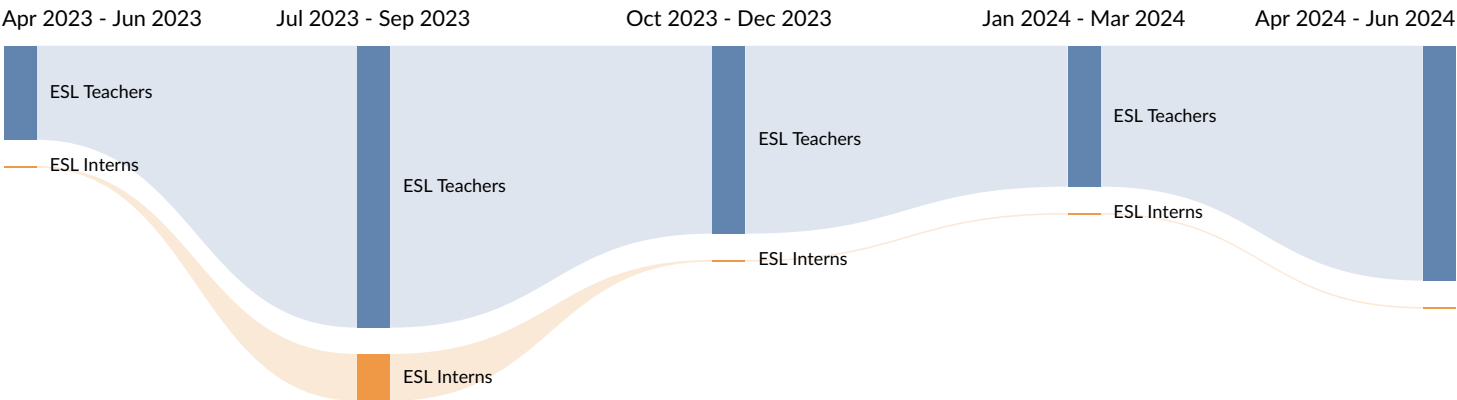 Apr 2023 - Jun 2023 Jul 2023 - Sep 2023 Oct 2023 - Dec 2023 Jan 2024 - Mar 2024 Apr 2024 - Jun 2024
ESL Teachers
ESL Interns
ESL Teachers
ESL Interns
ESL Teachers
ESL Interns
ESL Teachers
ESL Interns